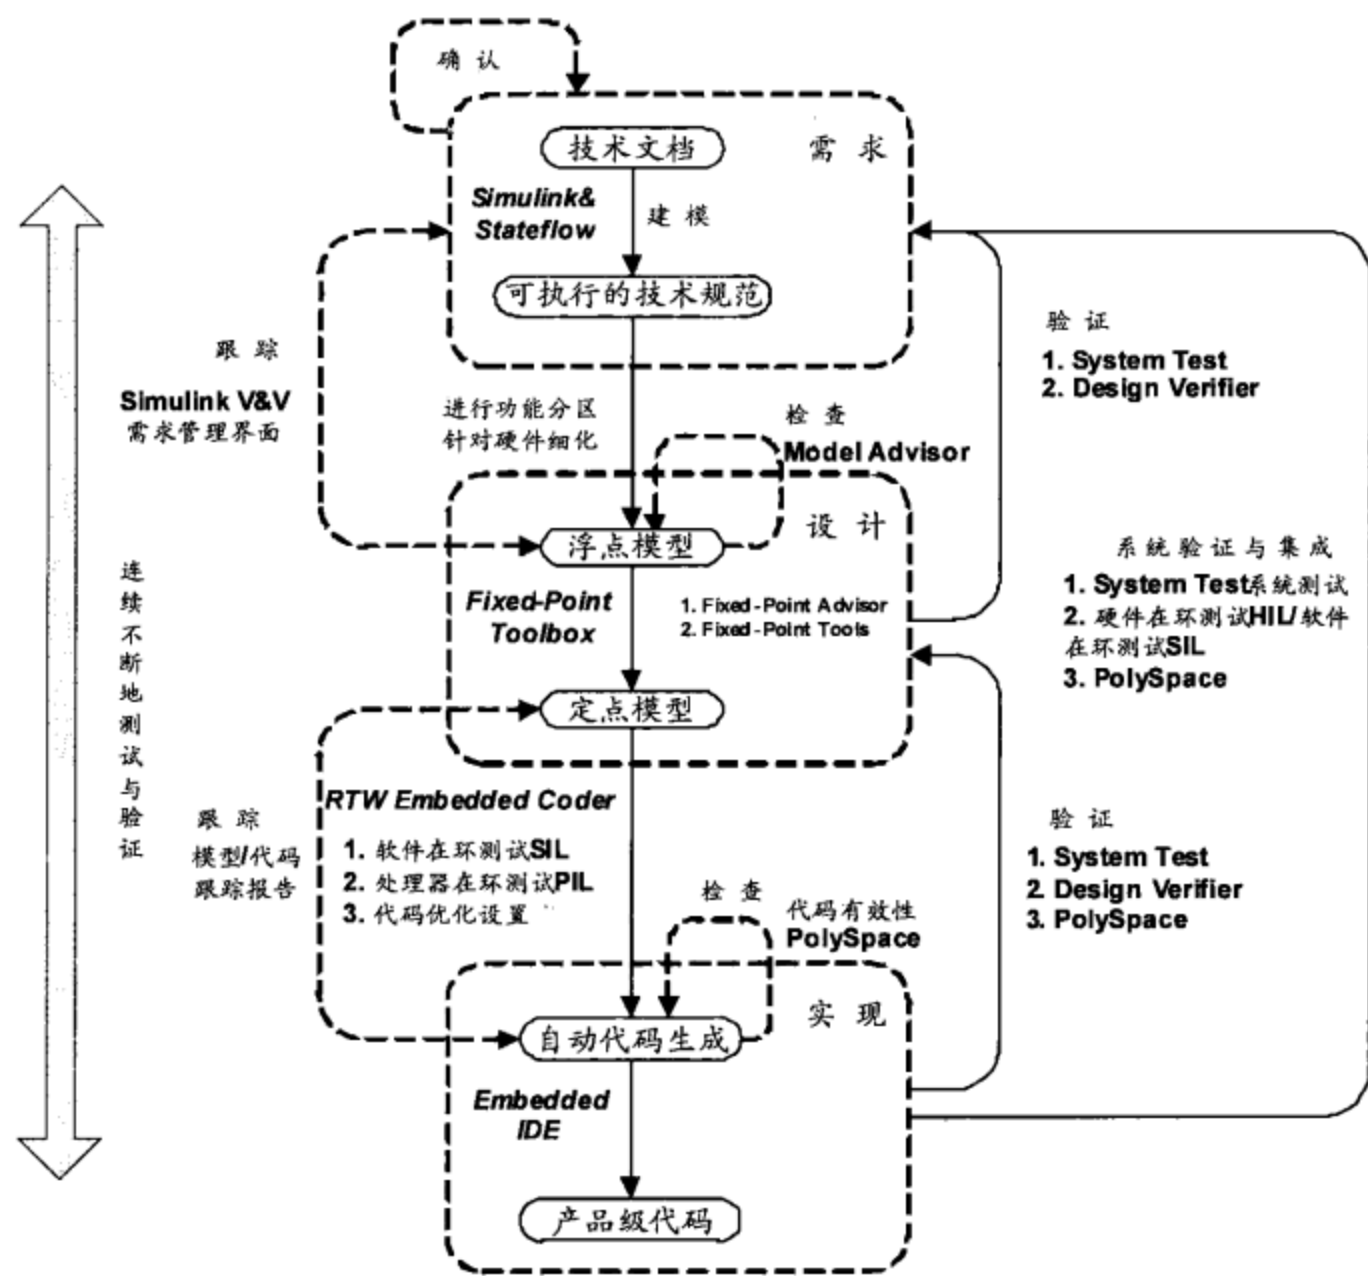 确 认
技术文档
需 求
Simulink&
Stateflow
建 模
可执行的技术规范
跟 踪
Simulink V&V
需求管理界面
进行功能分区
针对硬件细化
检 查
Model Advisor
验 证
1. System Test
2. Design Verifier
设 计
浮点模型
Fixed-Point
Toolbox
1. Fixed-Point Advisor
2. Fixed-Point Tools
定点模型
系统验证与集成
1. System Test系统测试
2. 硬件在环测试HIL/软件
在环测试SIL
3. PolySpace
连续不断地测试与验证
跟 踪
模型/代码
跟踪报告
RTW Embedded Coder
1. 软件在环测试SIL
2. 处理器在环测试PIL
3. 代码优化设置
检 查
代码有效性
PolySpace
验 证
1. System Test
2. Design Verifier
3. PolySpace
实 现
自动代码生成
Embedded
IDE
产品级代码